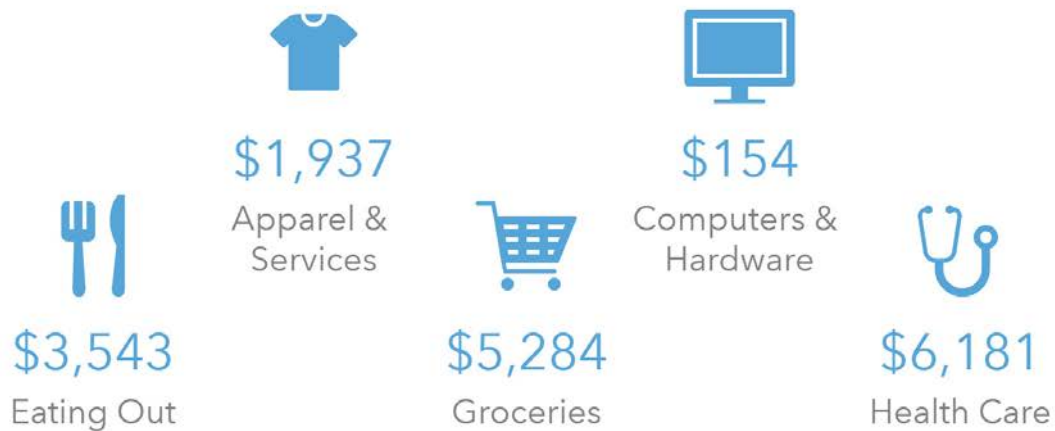 $1,937
Apparel &
Services
$154
Computers &
Hardware
$3,543
Eating Out
$5,284
Groceries
$6,181
Health Care